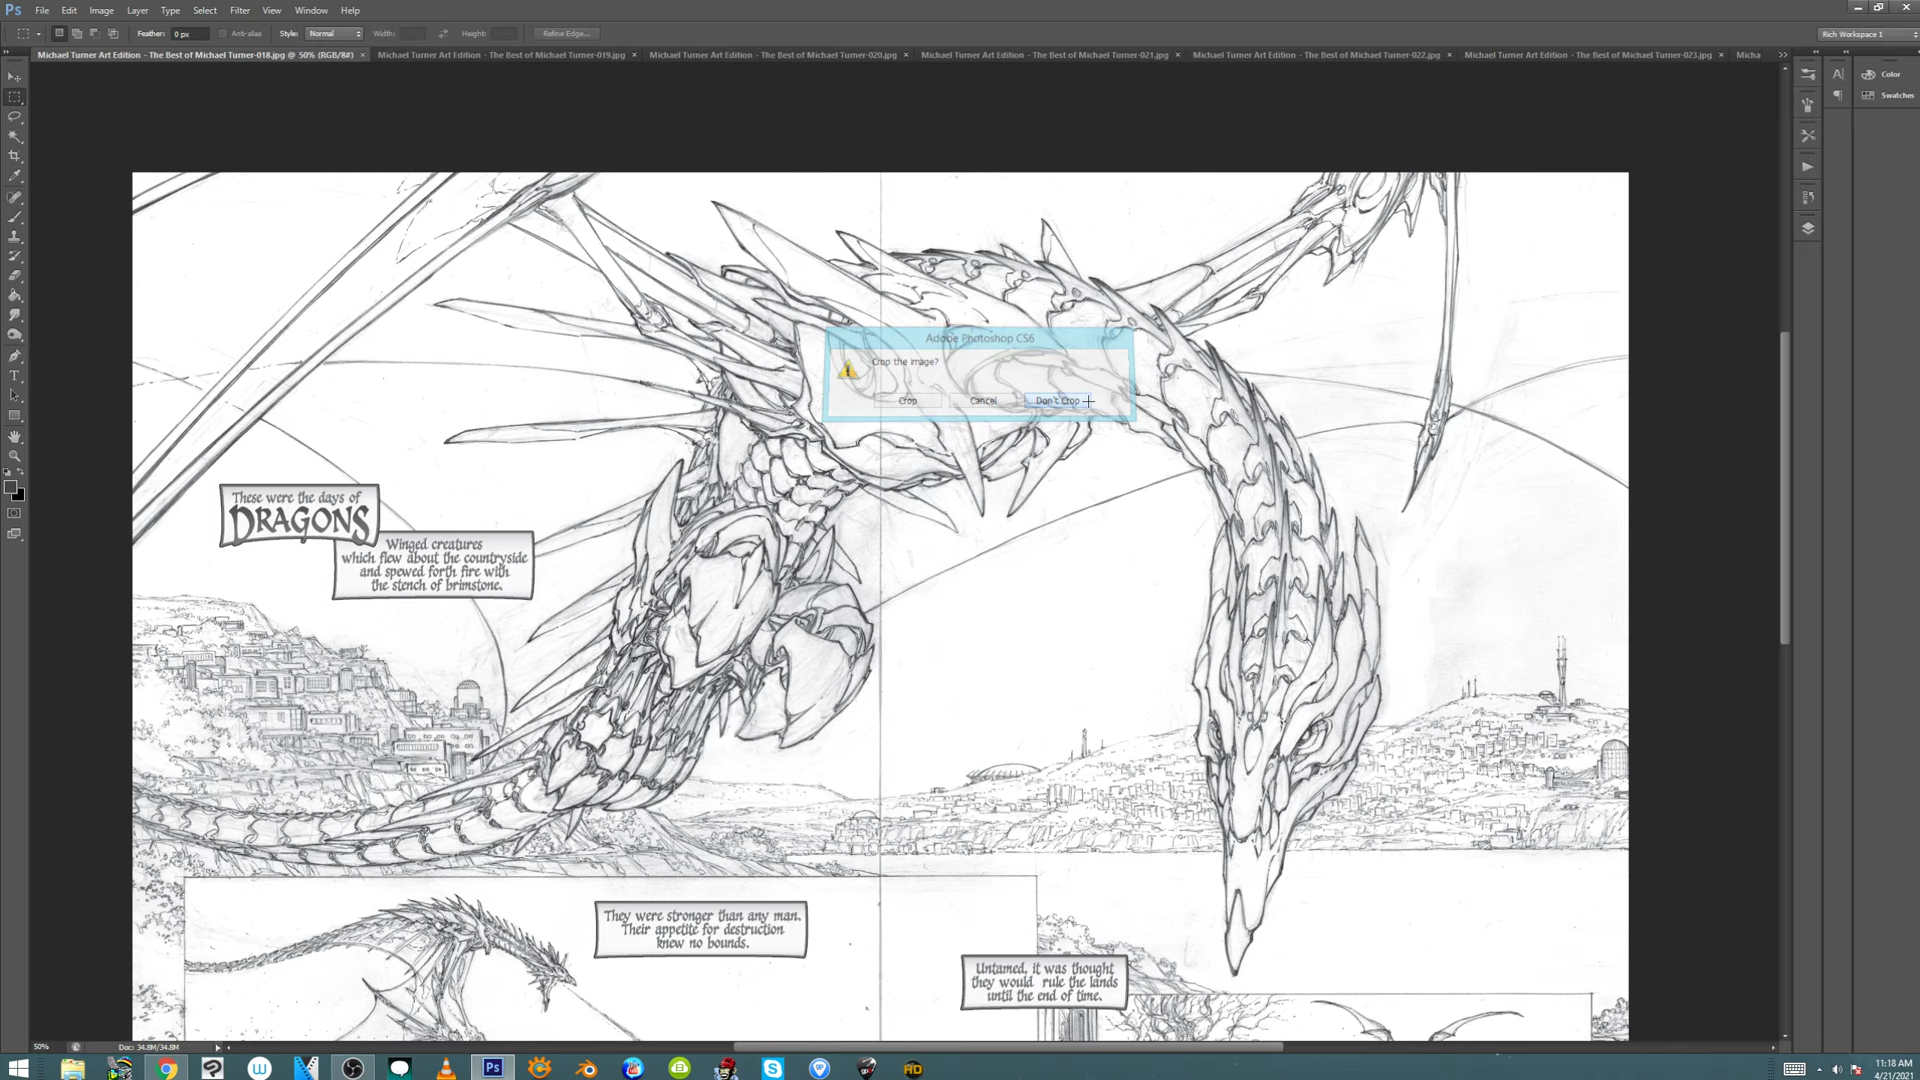 Ps File Edit Image Layer Type Select Filter View Window Help
Feather: 0 px Anti-alias Style: Normal Width: Height: Refine Edge... Rich Workspace 1
Michael Turner Art Edition - The Best of Michael Turner-018.jpg @ 50% (RGB/8#) × Michael Turner Art Edition - The Best of Michael Turner-019.jpg × Michael Turner Art Edition - The Best of Michael Turner-020.jpg × Michael Turner Art Edition - The Best of Michael Turner-021.jpg × Michael Turner Art Edition - The Best of Michael Turner-022.jpg × Michael Turner Art Edition - The Best of Michael Turner-023.jpg × Micha
Color
Swatches
Adobe Photoshop CS6
Crop the image?
Crop Cancel Don't Crop
These were the days of
DRAGONS
Winged creatures
which flew about the countryside
and spewed forth fire with
the stench of brimstone.
They were stronger than any man.
Their appetite for destruction
knew no bounds.
Untamed, it was thought
they would rule the lands
until the end of time.
50% Doc: 34.8M/34.8M
11:18 AM
4/21/2021